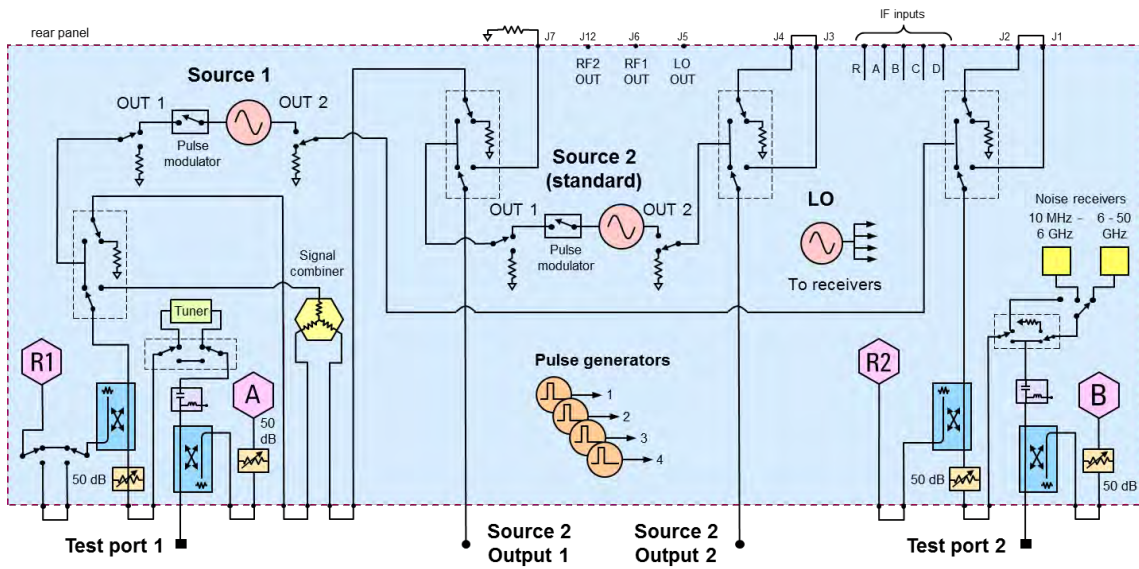 IF inputs
rear panel
J7
J12
J6
J5
J4
J3
J2
J1
RF2
OUT
RF1
OUT
LO
OUT
R
A
B
C
D
Source 1
OUT 1
OUT 2
Pulse
modulator
Source 2
(standard)
OUT 1
OUT 2
Pulse
modulator
LO
To receivers
Noise receivers
10 MHz -
6 GHz
6 - 50
GHz
Signal
combiner
Tuner
R1
A
50
dB
50 dB
Pulse generators
1
2
3
4
R2
B
50 dB
50 dB
Test port 1
Source 2
Output 1
Source 2
Output 2
Test port 2